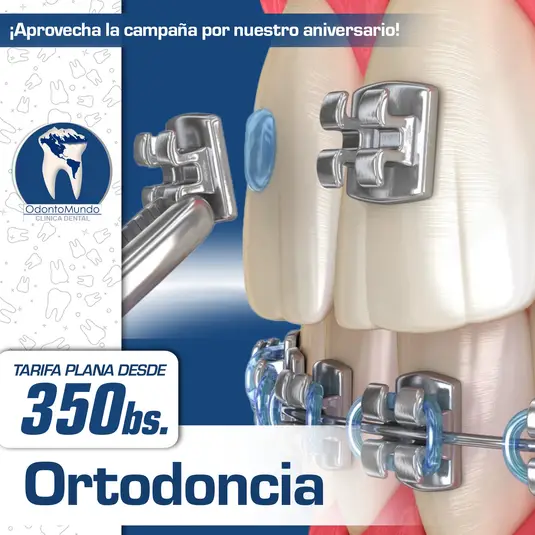 ¡Aprovecha la campaña por nuestro aniversario!
OdontoMundo
CLINICA DENTAL
TARIFA PLANA DESDE
350bs.
Ortodoncia